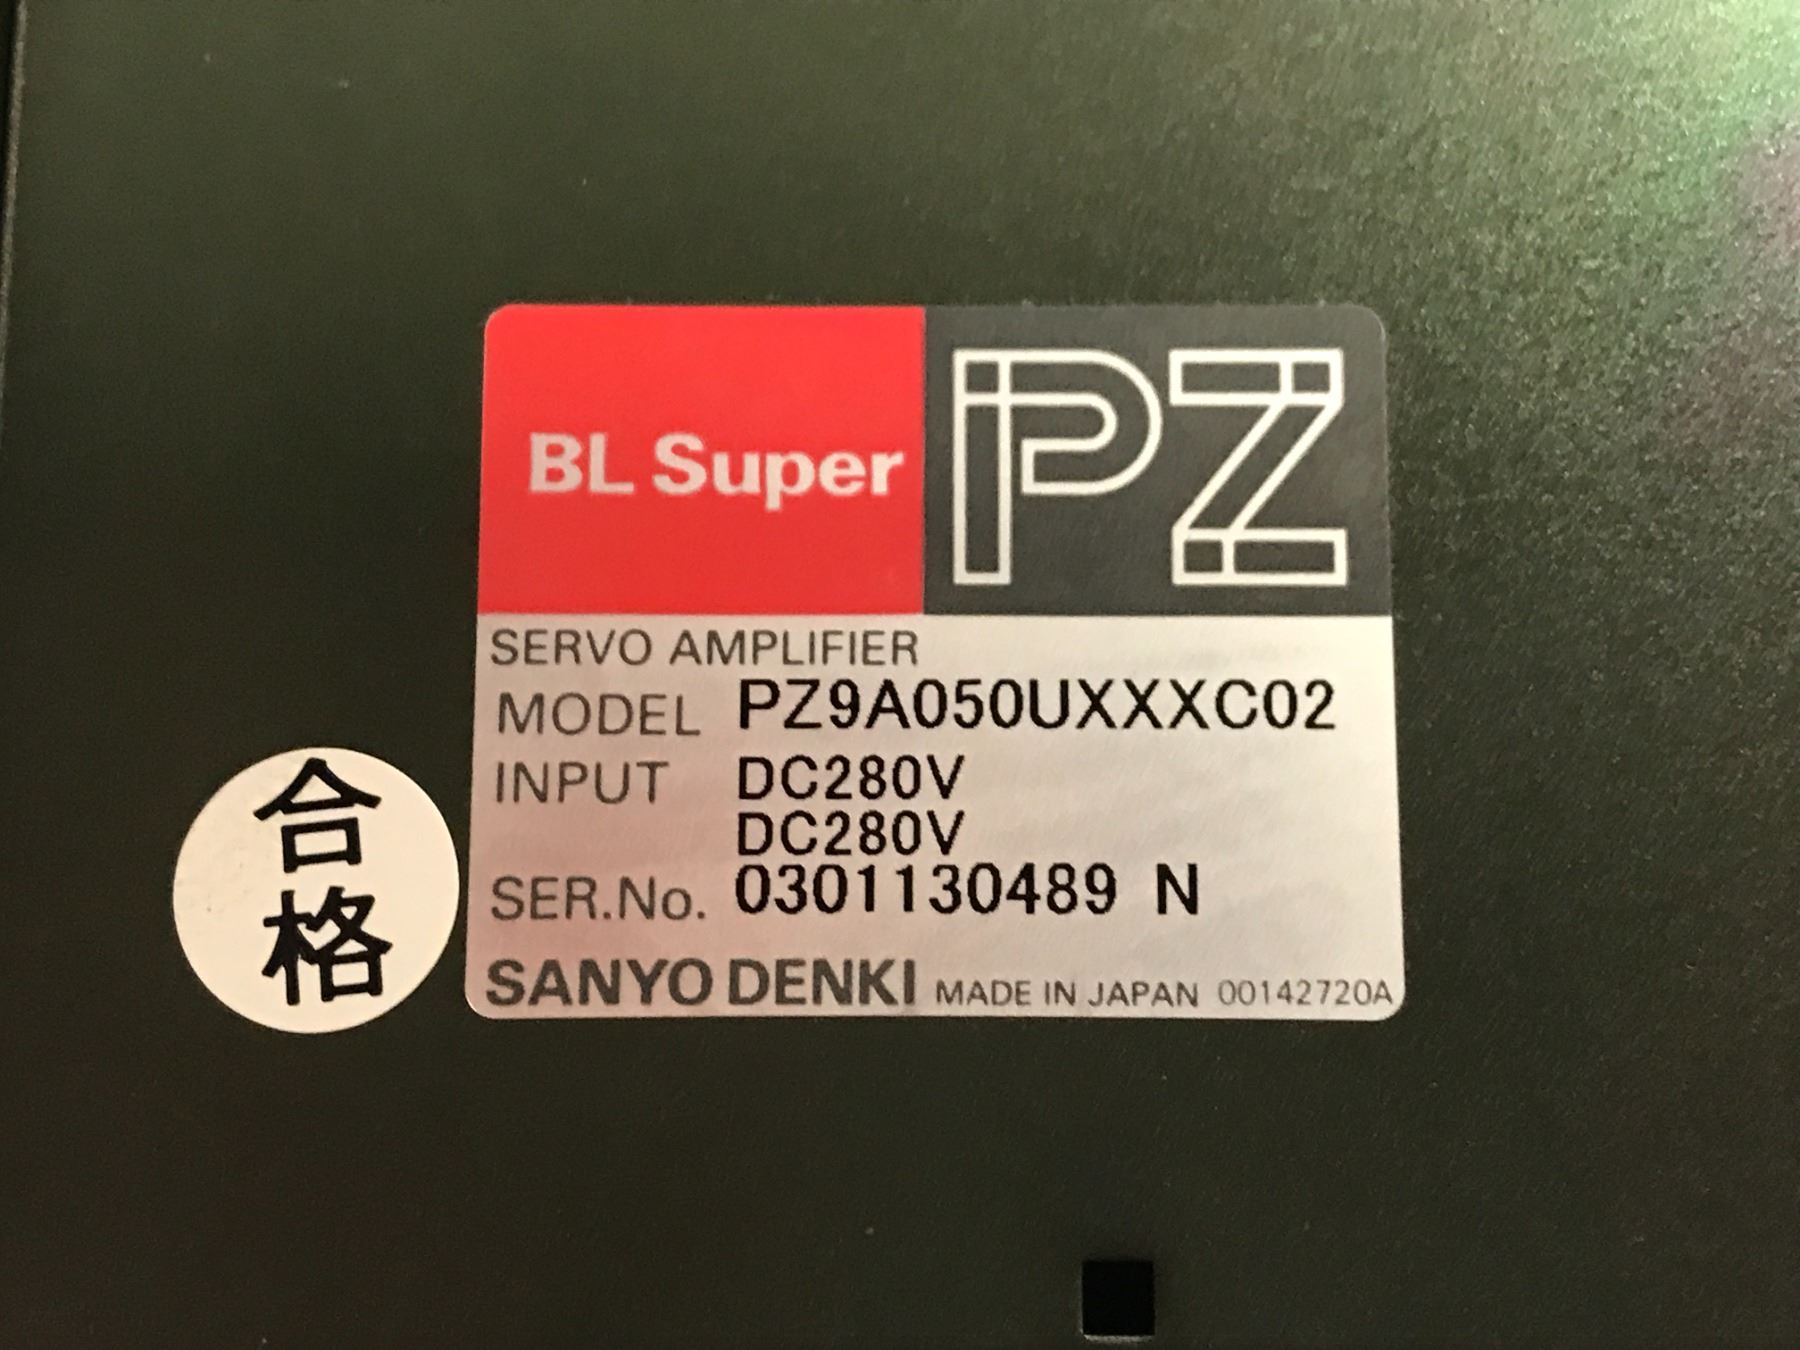 BL Super PZ
SERVO AMPLIFIER
MODEL PZ9A050UXXXC02
INPUT DC280V
DC280V
SER.No. 0301130489 N
SANYO DENKI MADE IN JAPAN 00142720A
合
格